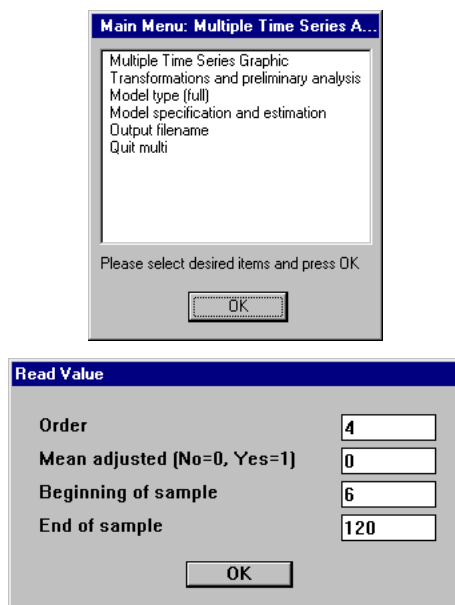 Main Menu: Multiple Time Series A...
Multiple Time Series Graphic
Transformations and preliminary analysis
Model type (full)
Model specification and estimation
Output filename
Quit multi
Please select desired items and press OK
OK
Read Value
Order 4
Mean adjusted (No=0, Yes=1) 0
Beginning of sample 6
End of sample 120
OK